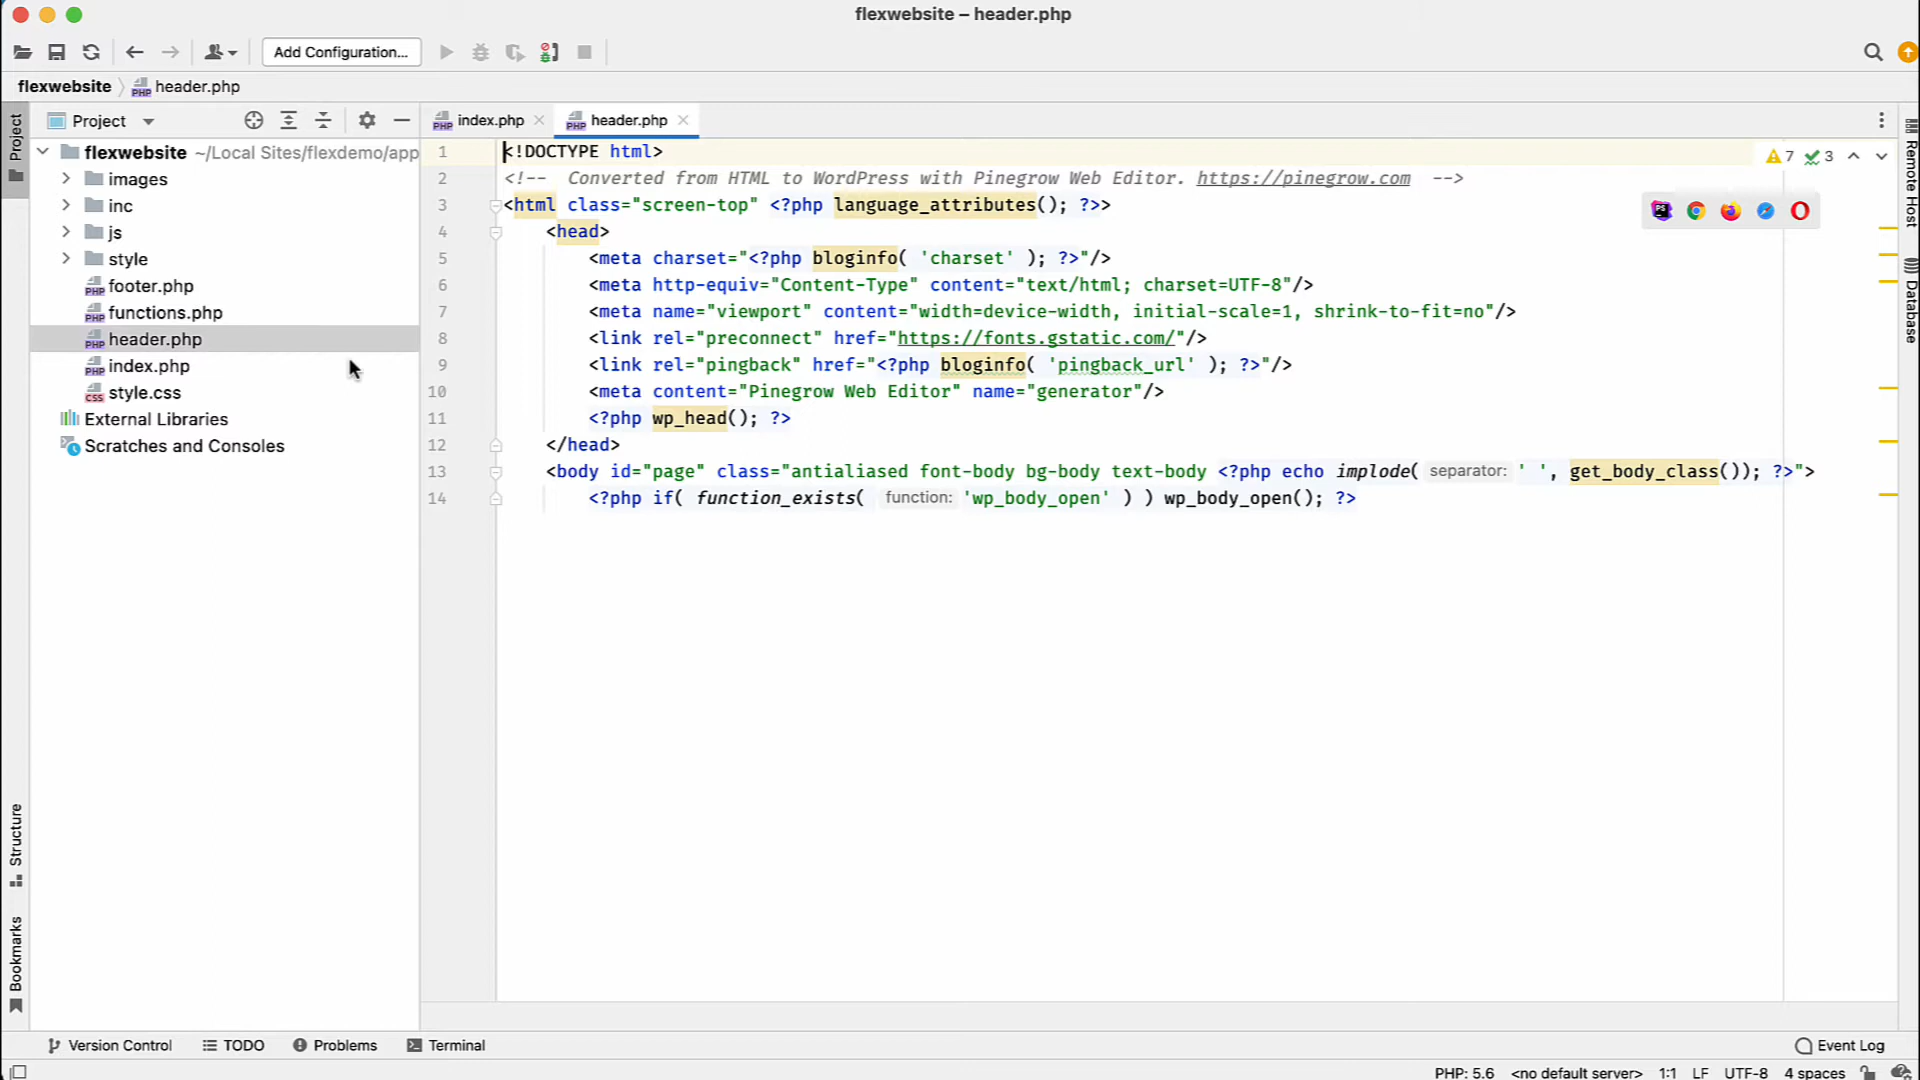 flexwebsite – header.php
Add Configuration...
flexwebsite
header.php
Project
Project
index.php
header.php
flexwebsite ~/Local Sites/flexdemo/app
images
inc
js
style
footer.php
functions.php
header.php
index.php
style.css
External Libraries
Scratches and Consoles
7 3
1 <!DOCTYPE html>
2 <!-- Converted from HTML to WordPress with Pinegrow Web Editor. https://pinegrow.com -->
3 <html class="screen-top" <?php language_attributes(); ?>>
4 <head>
5 <meta charset="<?php bloginfo( 'charset' ); ?>"/>
6 <meta http-equiv="Content-Type" content="text/html; charset=UTF-8"/>
7 <meta name="viewport" content="width=device-width, initial-scale=1, shrink-to-fit=no"/>
8 <link rel="preconnect" href="https://fonts.gstatic.com/"/>
9 <link rel="pingback" href="<?php bloginfo( 'pingback_url' ); ?>"/>
10 <meta content="Pinegrow Web Editor" name="generator"/>
11 <?php wp_head(); ?>
12 </head>
13 <body id="page" class="antialiased font-body bg-body text-body <?php echo implode( separator: ' ', get_body_class()); ?>">
14 <?php if( function_exists( function: 'wp_body_open' ) ) wp_body_open(); ?>
Remote Host
Database
Structure
Bookmarks
Version Control
TODO
Problems
Terminal
Event Log
PHP: 5.6 <no default server> 1:1 LF UTF-8 4 spaces